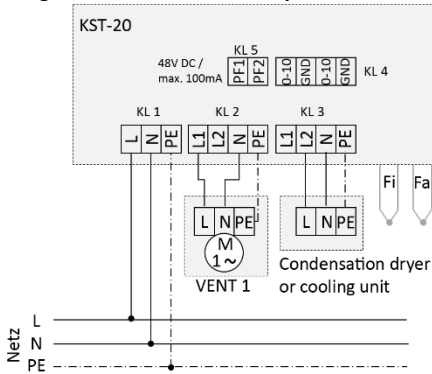 KST-20
KL 5
48V DC /
max. 100mA
PF1 PF2
0-10 GND 0-10 GND
KL 4
KL 1 KL 2 KL 3
L N PE L1 L2 N PE L1 L2 N PE
Fi Fa
L N PE
L N PE
M
1~
VENT 1
Condensation dryer
or cooling unit
Netz
L
N
PE